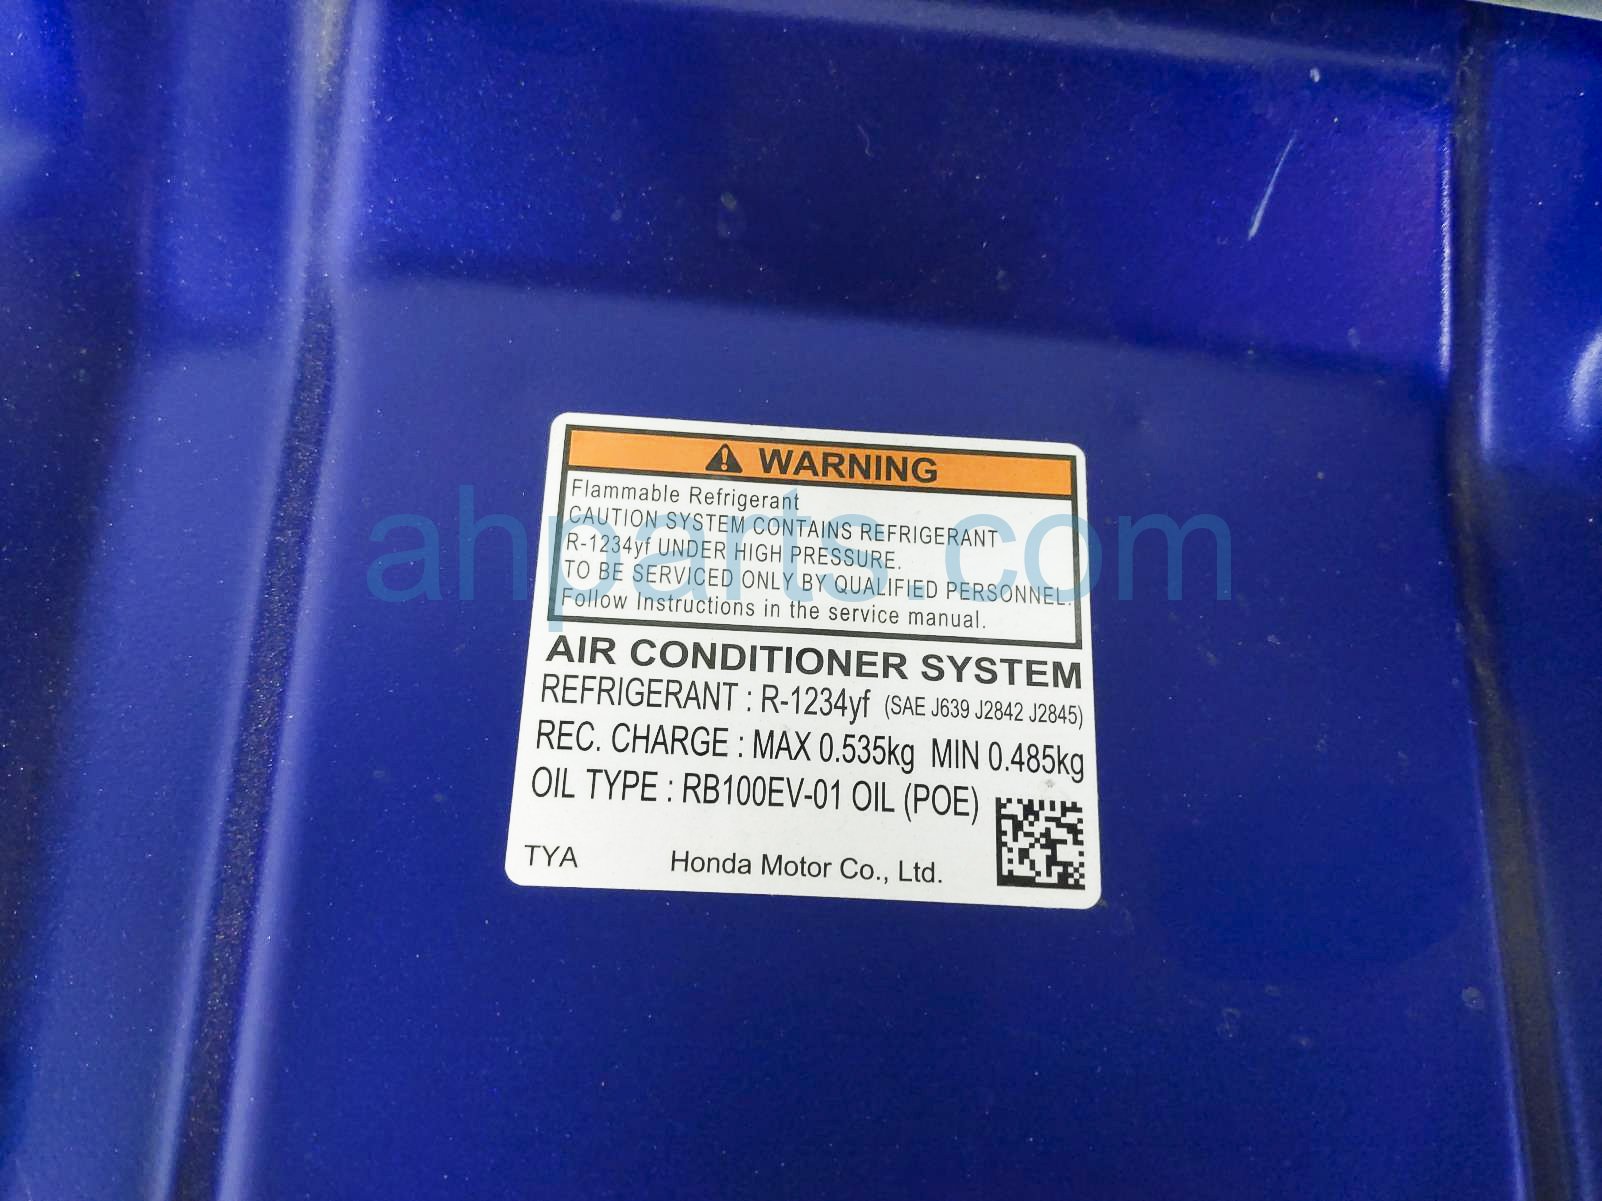 WARNING
Flammable Refrigerant
CAUTION SYSTEM CONTAINS REFRIGERANT
R-1234yf UNDER HIGH PRESSURE.
TO BE SERVICED ONLY BY QUALIFIED PERSONNEL.
Follow Instructions in the service manual.
ahparts.com
AIR CONDITIONER SYSTEM
REFRIGERANT : R-1234yf (SAE J639 J2842 J2845)
REC. CHARGE : MAX 0.535kg MIN 0.485kg
OIL TYPE : RB100EV-01 OIL (POE)
TYA Honda Motor Co., Ltd.